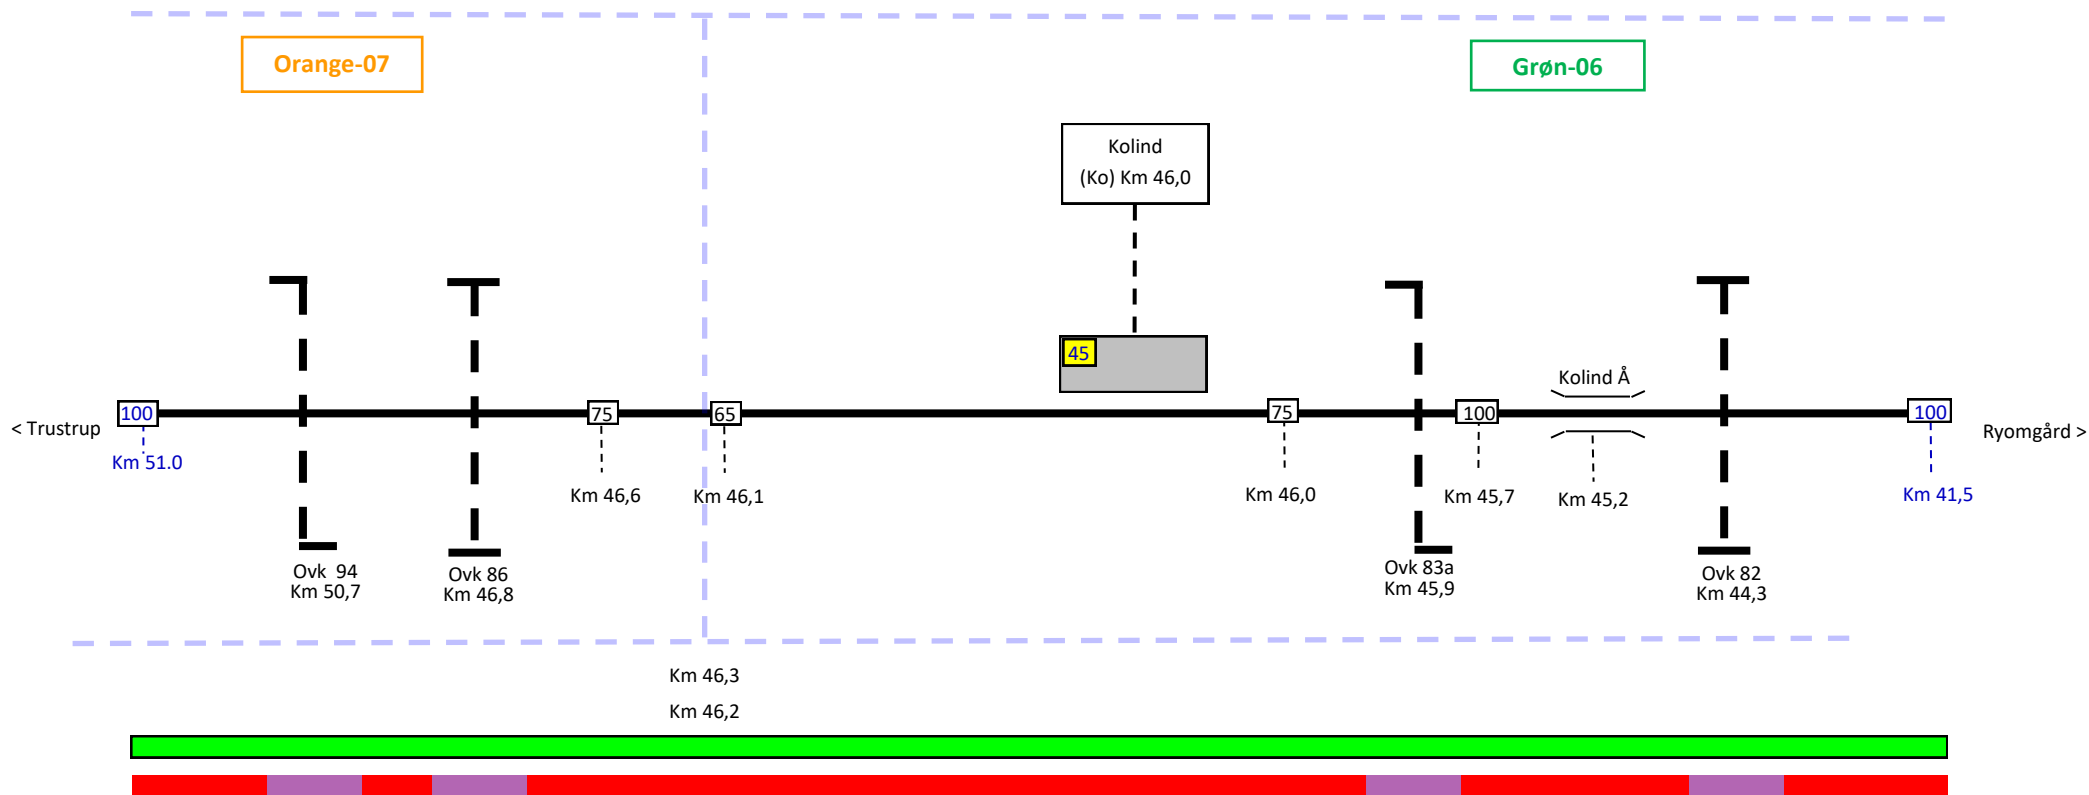 Orange-07
Grøn-06
Kolind
(Ko) Km 46,0
45
Kolind Å
< Trustrup
100
75
65
75
100
100
Ryomgård >
Km 51.0
Km 46,6
Km 46,1
Km 46,0
Km 45,7
Km 45,2
Km 41,5
Ovk 94
Km 50,7
Ovk 86
Km 46,8
Ovk 83a
Km 45,9
Ovk 82
Km 44,3
Km 46,3
Km 46,2